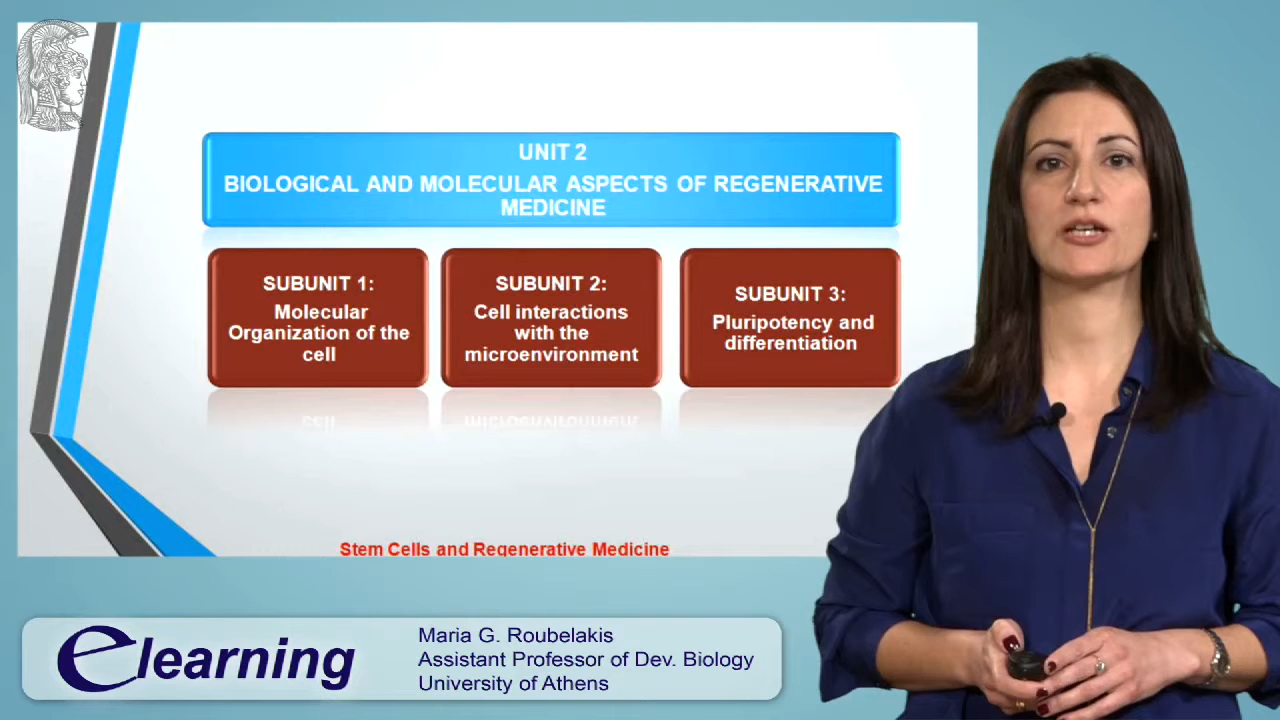 UNIT 2
BIOLOGICAL AND MOLECULAR ASPECTS OF REGENERATIVE
MEDICINE
SUBUNIT 1:
Molecular
Organization of the
cell
SUBUNIT 2:
Cell interactions
with the
microenvironment
SUBUNIT 3:
Pluripotency and
differentiation
Stem Cells and Regenerative Medicine
elearning
Maria G. Roubelakis
Assistant Professor of Dev. Biology
University of Athens